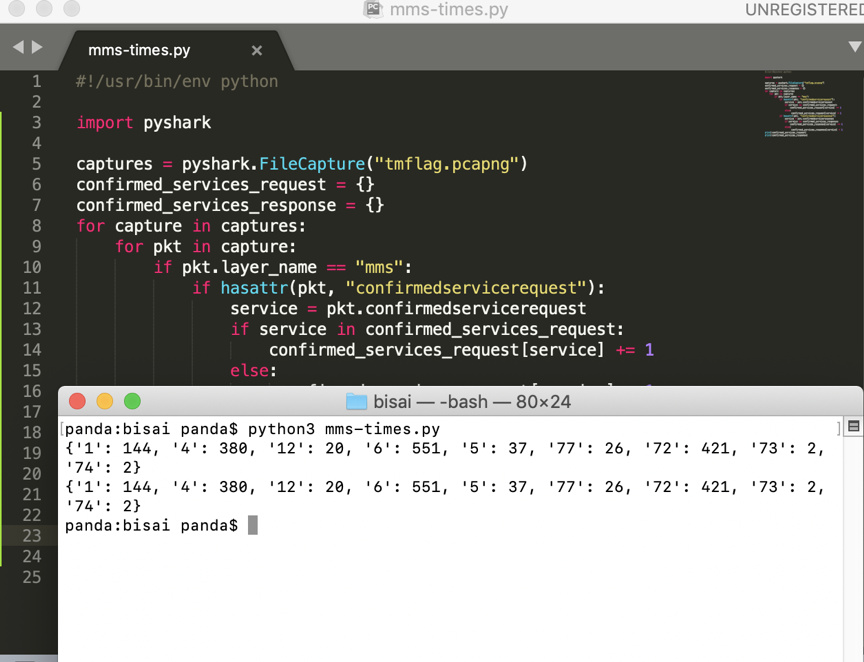 mms-times.py
UNREGISTERED
mms-times.py
1 #!/usr/bin/env python
2
3 import pyshark
4
5 captures = pyshark.FileCapture("tmflag.pcapng")
6 confirmed_services_request = {}
7 confirmed_services_response = {}
8 for capture in captures:
9 for pkt in capture:
10 if pkt.layer_name == "mms":
11 if hasattr(pkt, "confirmedservicerequest"):
12 service = pkt.confirmedservicerequest
13 if service in confirmed_services_request:
14 confirmed_services_request[service] += 1
15 else:
16
17
18
19
20
21
22
23
24
25
bisai — -bash — 80×24
[panda:bisai panda$ python3 mms-times.py ]
{'1': 144, '4': 380, '12': 20, '6': 551, '5': 37, '77': 26, '72': 421, '73': 2,
'74': 2}
{'1': 144, '4': 380, '12': 20, '6': 551, '5': 37, '77': 26, '72': 421, '73': 2,
'74': 2}
panda:bisai panda$